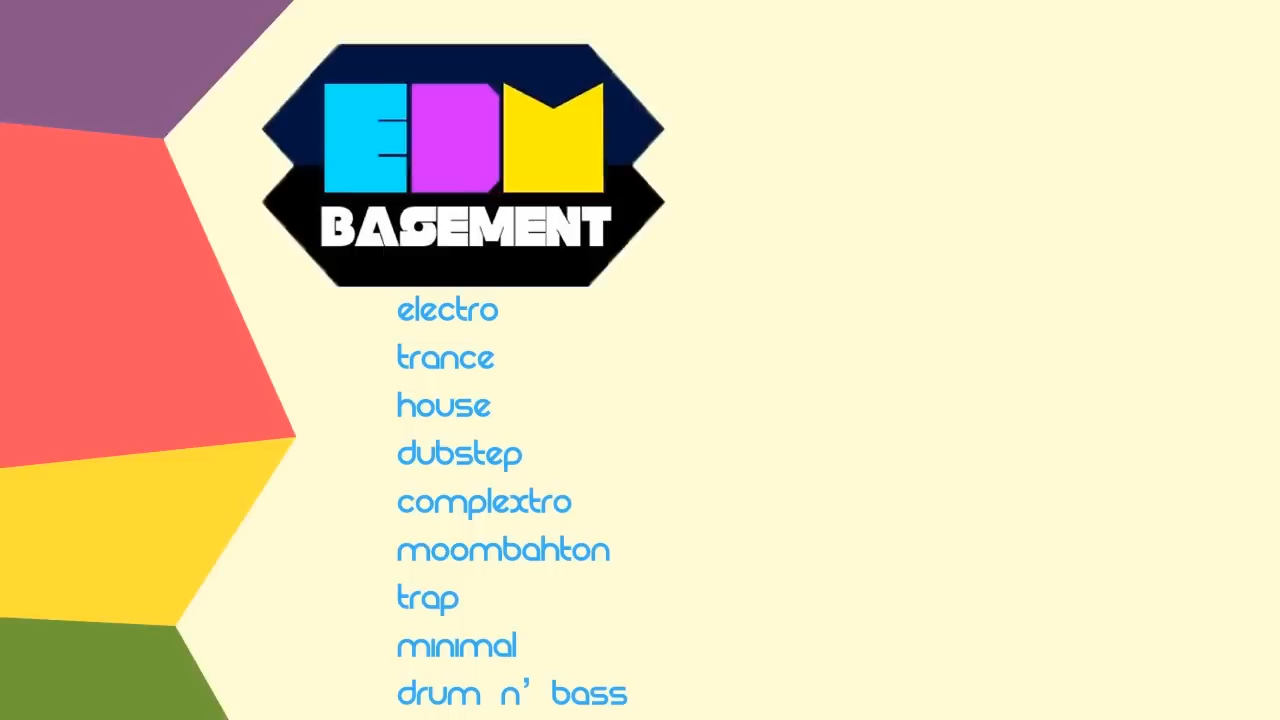 EDM
BASEMENT
electro
trance
house
dubstep
complextro
moombahton
trap
minimal
drum n’ bass